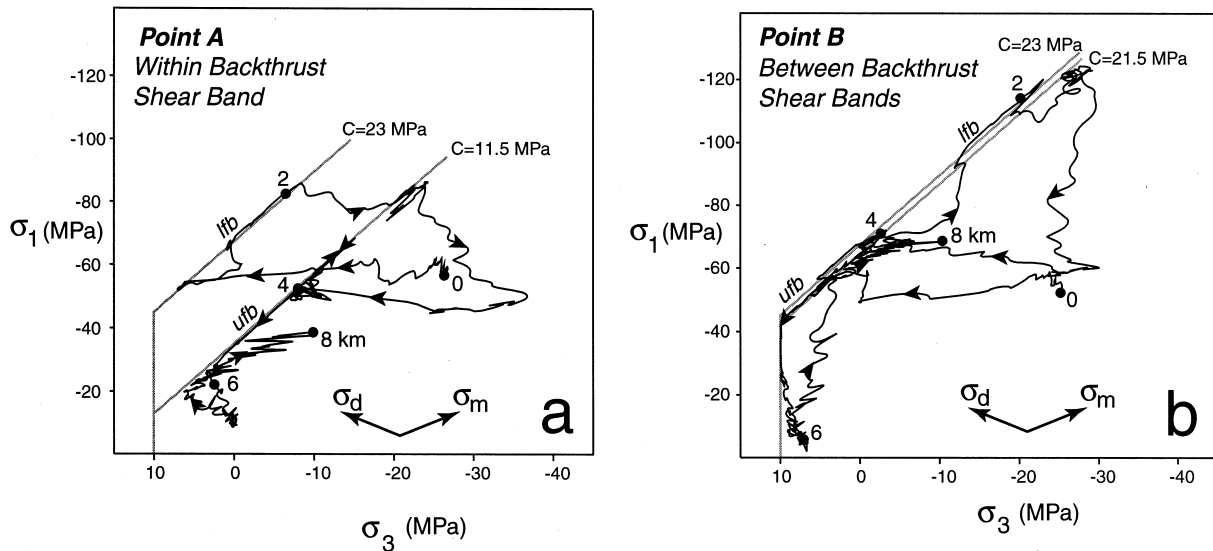 Point A
Within Backthrust
Shear Band
-120
-100
-80
-60
-40
-20
σ1 (MPa)
C=23 MPa
C=11.5 MPa
2
lfb
0
4
ufb
8 km
6
σd
σm
a
10
0
-10
-20
-30
-40
σ3 (MPa)
Point B
Between Backthrust
Shear Bands
-120
-100
-80
-60
-40
-20
σ1 (MPa)
C=23 MPa
C=21.5 MPa
2
lfb
4
8 km
0
ufb
6
σd
σm
b
10
0
-10
-20
-30
-40
σ3 (MPa)